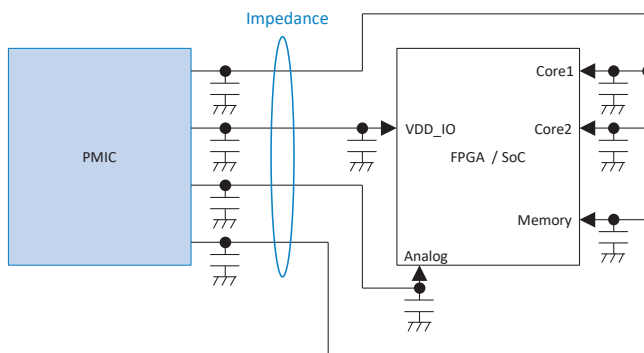 Impedance
Core1
PMIC
VDD_IO
Core2
FPGA / SoC
Memory
Analog